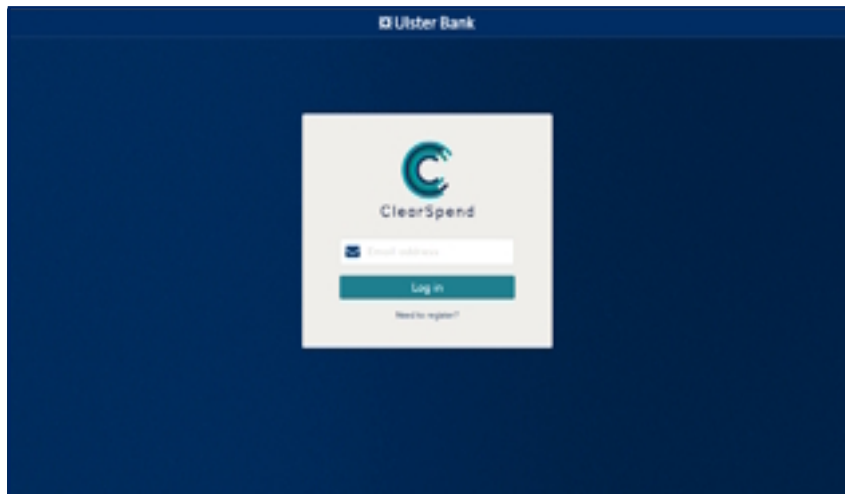 Ulster Bank
ClearSpend
Email address
Log in
Need to register?